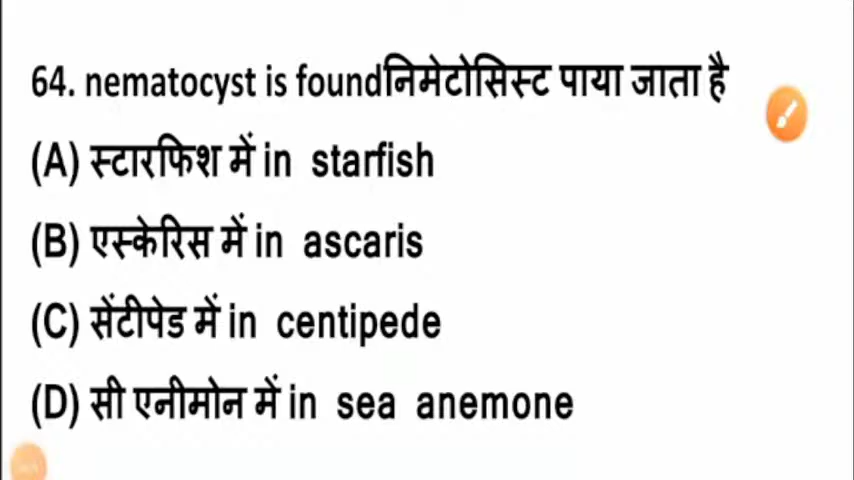 64. nematocyst is foundनिमेटोसिस्ट पाया जाता है
(A) स्टारफिश में in starfish
(B) एस्केरिस में in ascaris
(C) सेंटीपेड में in centipede
(D) सी एनीमोन में in sea anemone